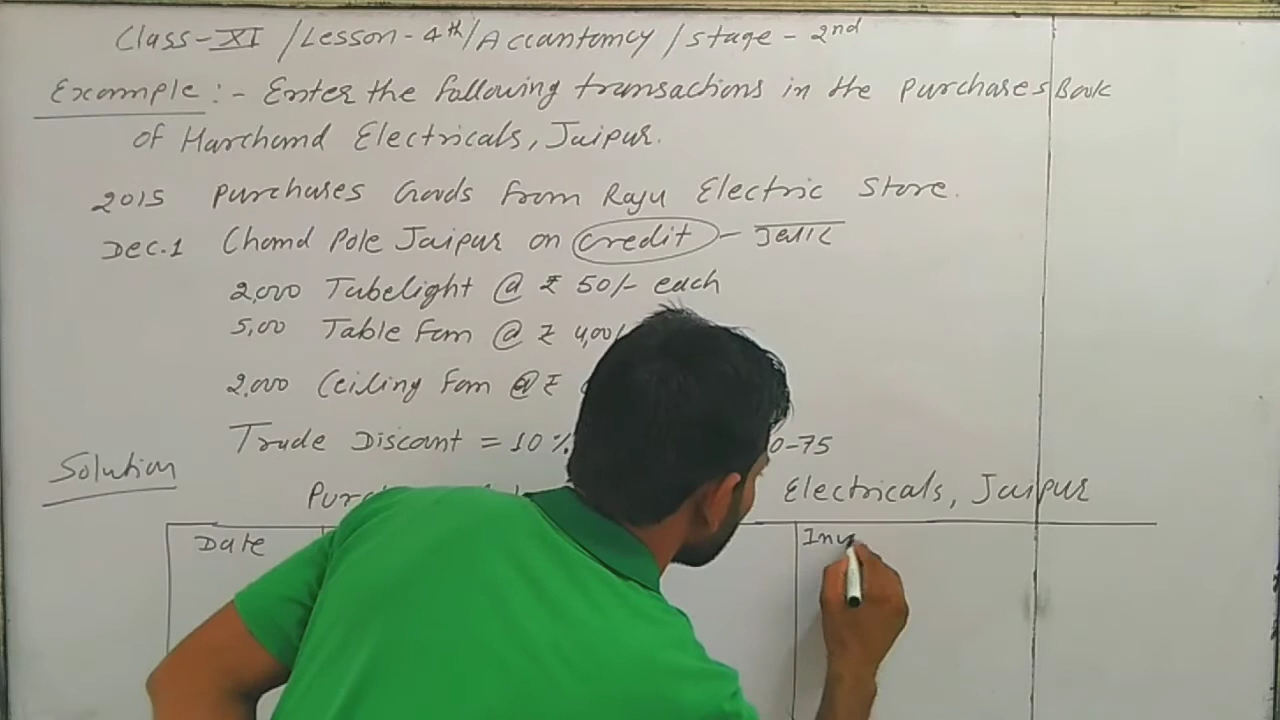 Class-XI / Lesson - 4th / Accantomcy / Stage - 2nd
Example :- Enter the following transactions in the Purchases Book
of Harchand Electricals, Jaipur.
2015 Purchases Goods from Raju Electric Store.
Dec.1 Chand Pole Jaipur on credit -
2,000 Tubelight @ ₹ 50/- each
5,00 Table Fan @ ₹ 4,00/
2,000 Ceiling Fan @ ₹
Trade Discant = 10% 0-75
Solution
Electricals, Jaipur
Date Inv